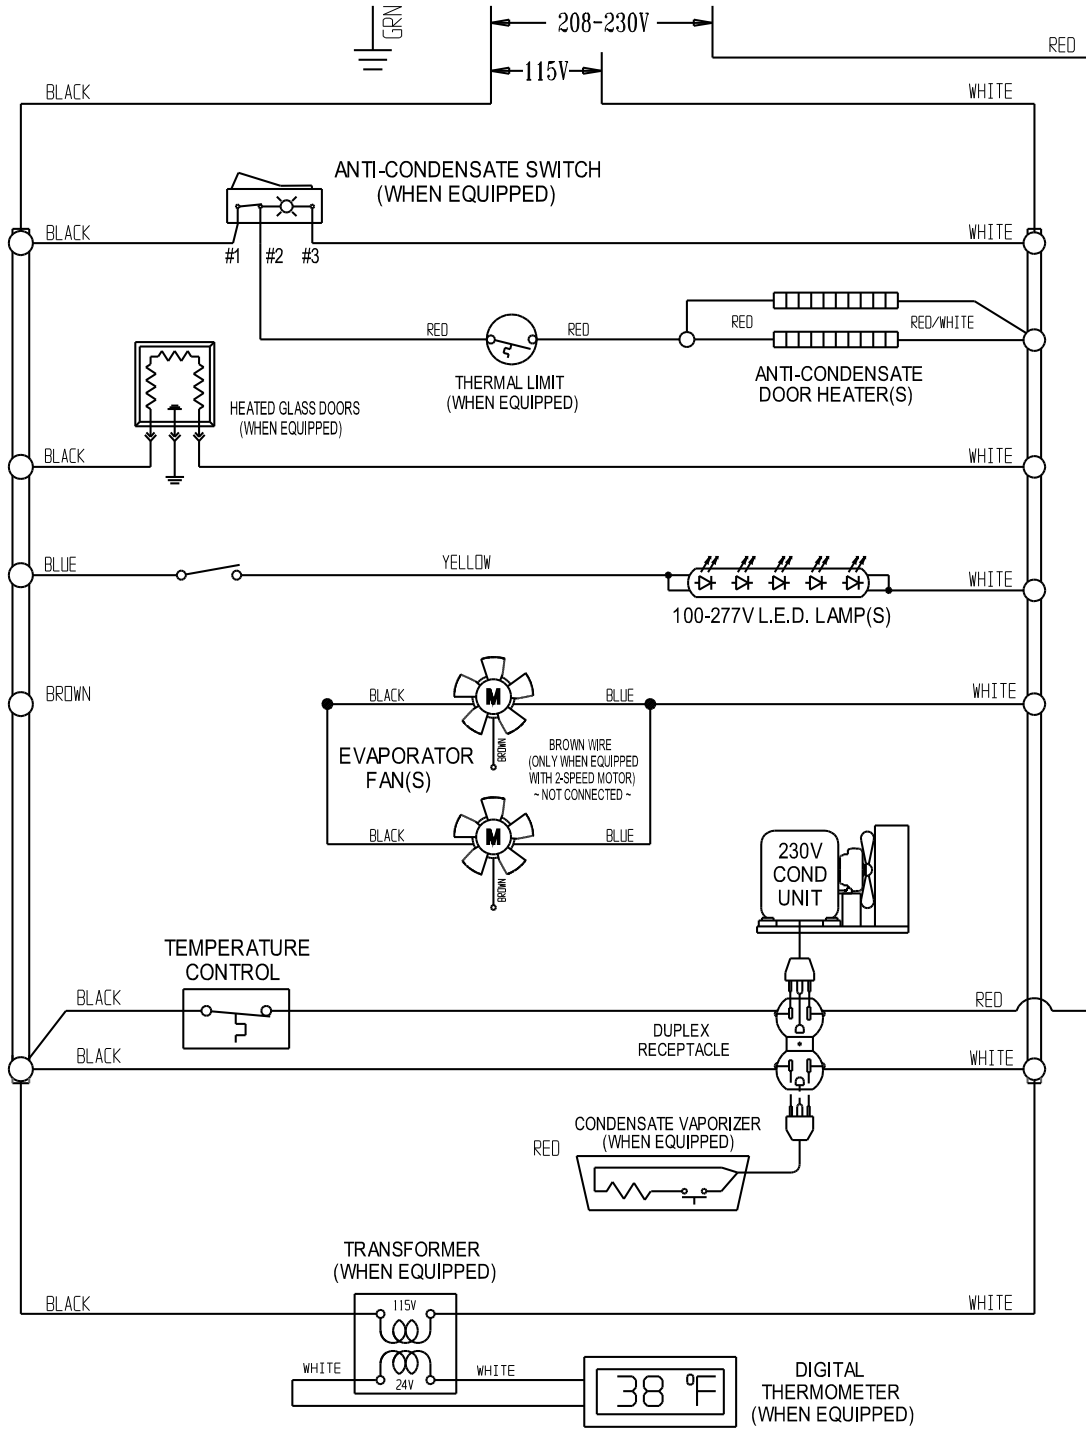 GRN
208-230V
RED
115V
BLACK
WHITE
ANTI-CONDENSATE SWITCH
(WHEN EQUIPPED)
BLACK
WHITE
#1 #2 #3
RED
RED
RED
RED/WHITE
THERMAL LIMIT
(WHEN EQUIPPED)
ANTI-CONDENSATE
DOOR HEATER(S)
HEATED GLASS DOORS
(WHEN EQUIPPED)
BLACK
WHITE
BLUE
YELLOW
WHITE
100-277V L.E.D. LAMP(S)
BROWN
BLACK
M
BLUE
WHITE
BROWN
EVAPORATOR
FAN(S)
BROWN WIRE
(ONLY WHEN EQUIPPED
WITH 2-SPEED MOTOR)
~ NOT CONNECTED ~
BLACK
M
BLUE
BROWN
230V
COND
UNIT
TEMPERATURE
CONTROL
BLACK
RED
DUPLEX
RECEPTACLE
BLACK
WHITE
CONDENSATE VAPORIZER
(WHEN EQUIPPED)
RED
TRANSFORMER
(WHEN EQUIPPED)
BLACK
115V
WHITE
WHITE
24V
WHITE
38 °F
DIGITAL
THERMOMETER
(WHEN EQUIPPED)